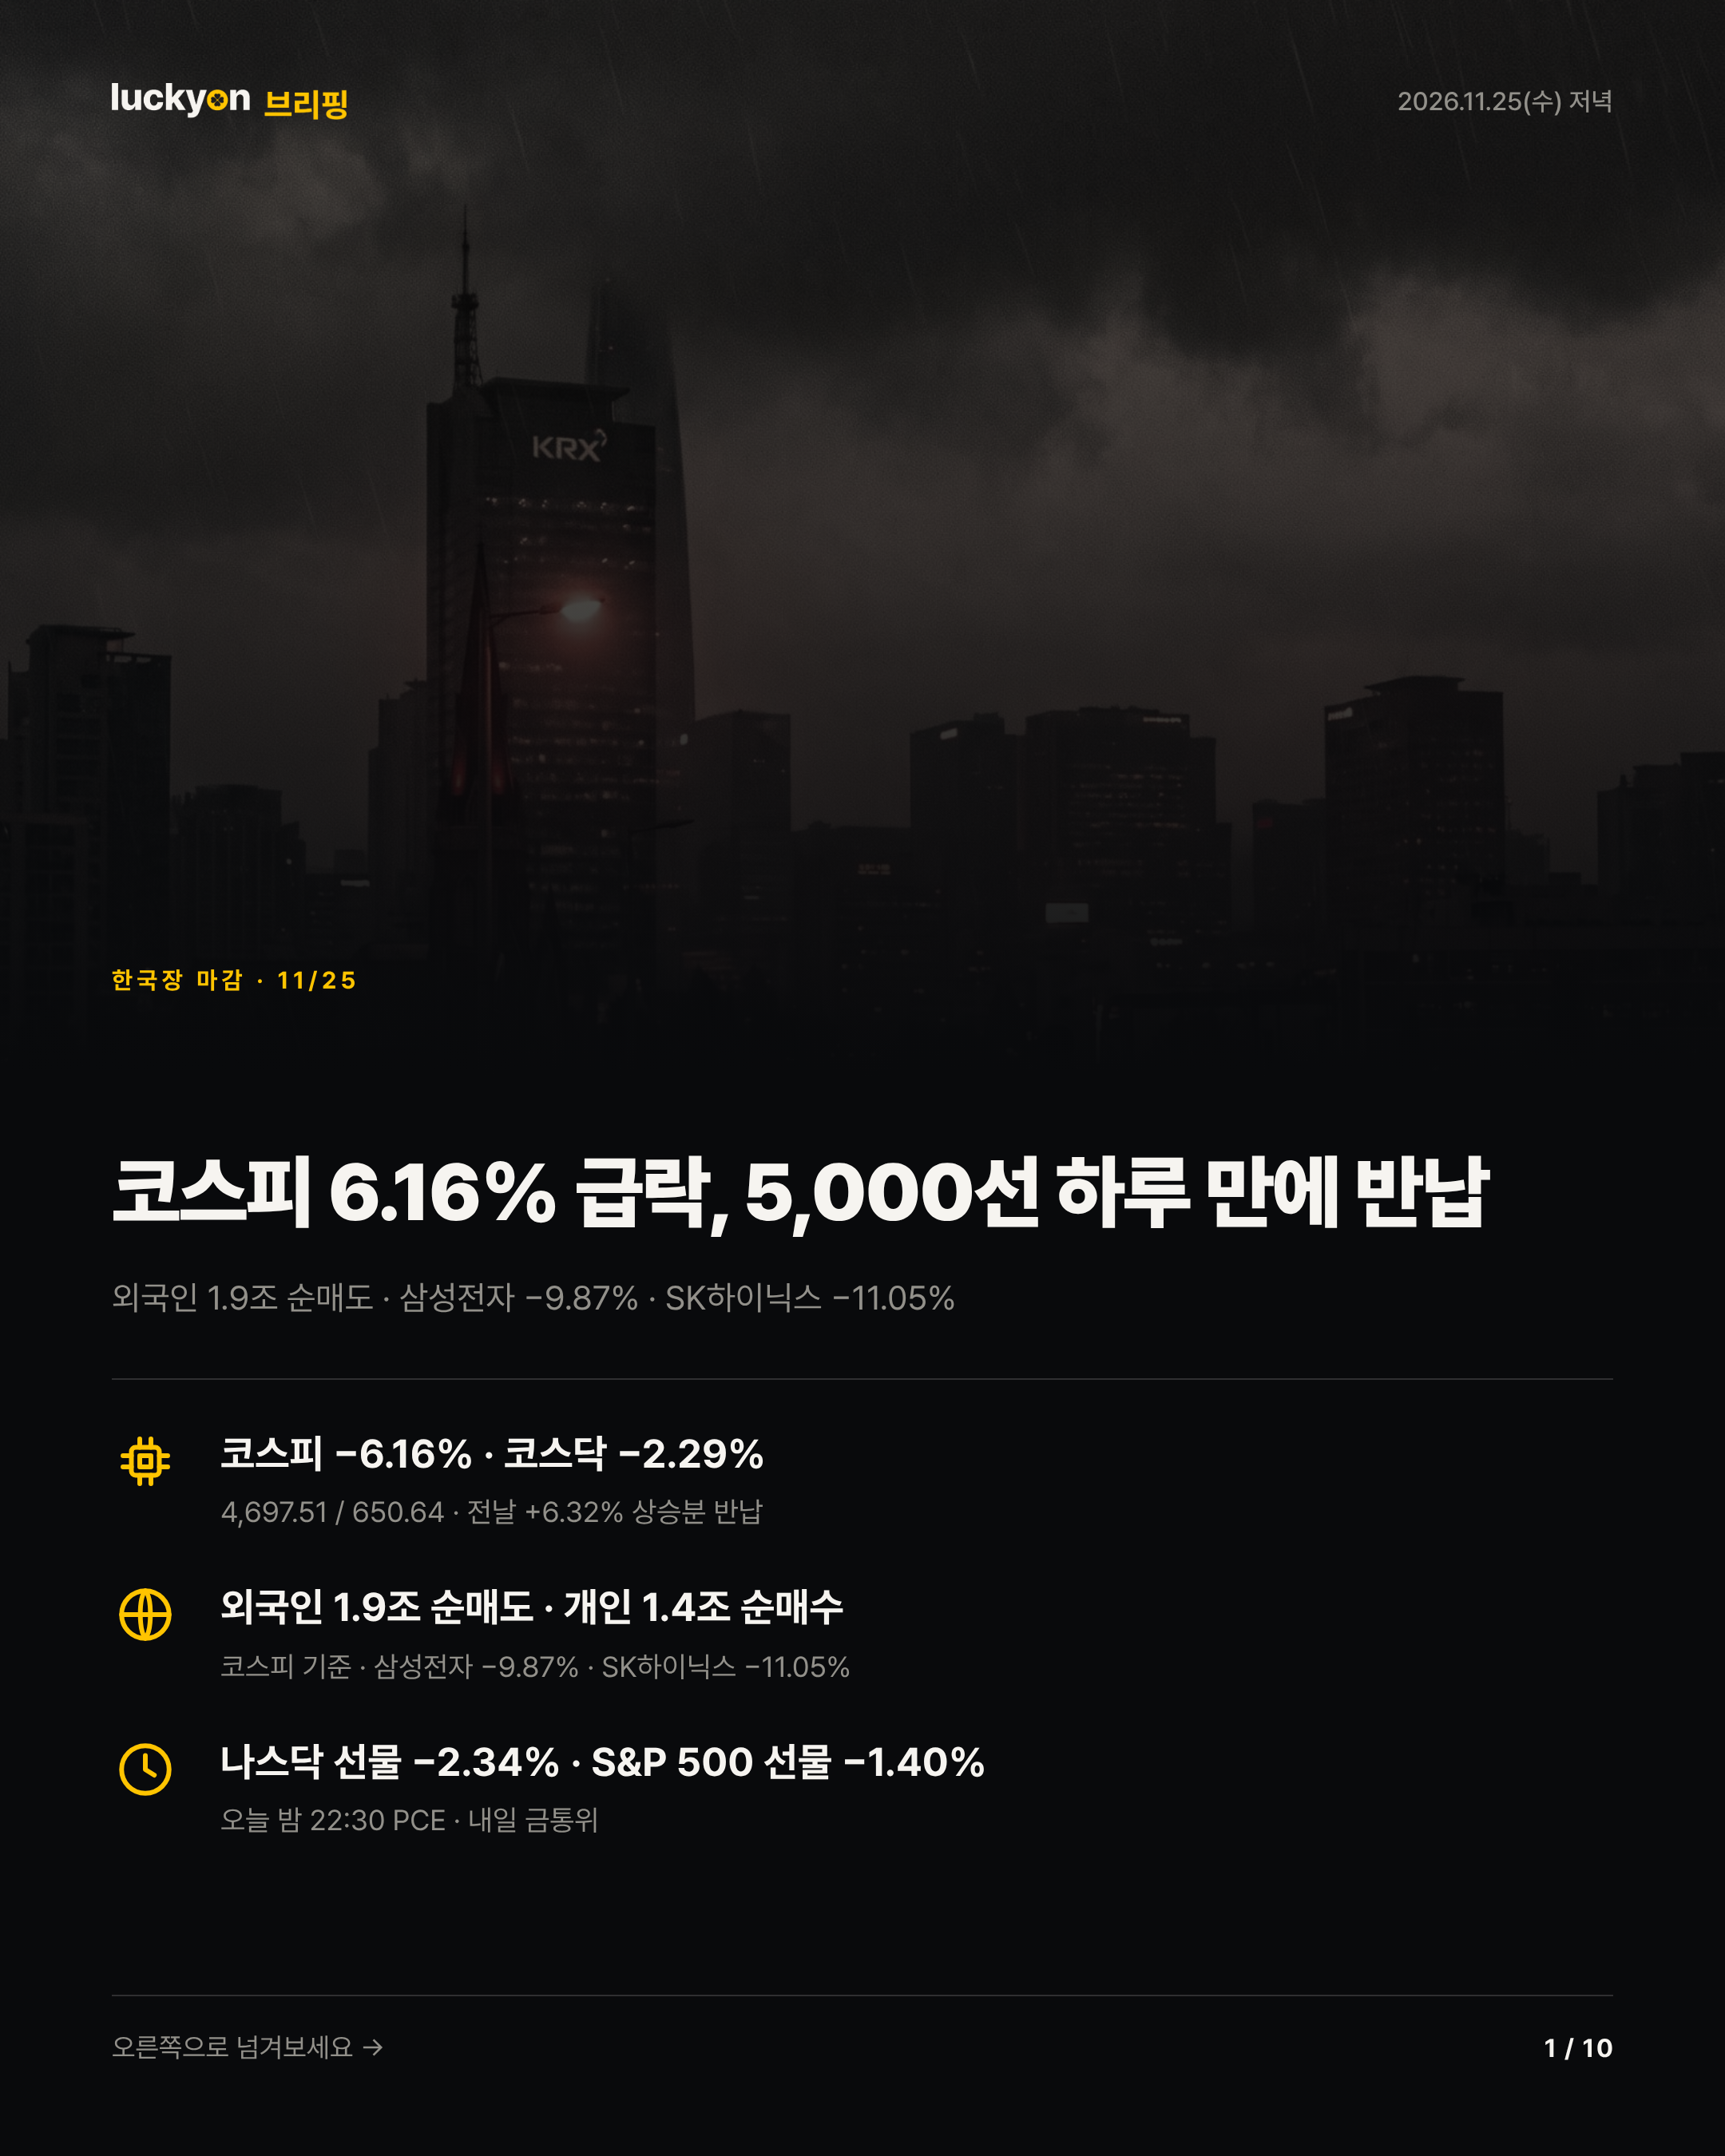 luckyon 브리핑
2026.11.25(수) 저녁
KRX
한국장 마감 · 11/25
코스피 6.16% 급락, 5,000선 하루 만에 반납
외국인 1.9조 순매도 · 삼성전자 −9.87% · SK하이닉스 −11.05%
코스피 −6.16% · 코스닥 −2.29%
4,697.51 / 650.64 · 전날 +6.32% 상승분 반납
외국인 1.9조 순매도 · 개인 1.4조 순매수
코스피 기준 · 삼성전자 −9.87% · SK하이닉스 −11.05%
나스닥 선물 −2.34% · S&P 500 선물 −1.40%
오늘 밤 22:30 PCE · 내일 금통위
오른쪽으로 넘겨보세요 →
1 / 10